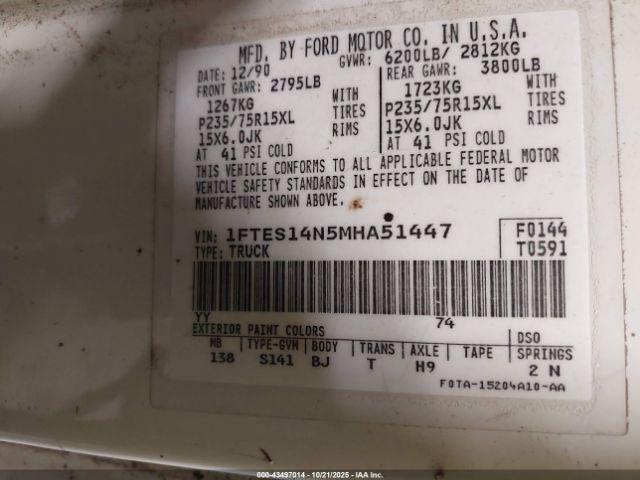 MFD. BY FORD MOTOR CO. IN U.S.A.
DATE: 12/90 GVWR: 6200LB/ 2812KG
FRONT GAWR: 2795LB REAR GAWR: 3800LB
1267KG WITH 1723KG WITH
P235/75R15XL TIRES P235/75R15XL TIRES
15X6.0JK RIMS 15X6.0JK RIMS
AT 41 PSI COLD AT 41 PSI COLD
THIS VEHICLE CONFORMS TO ALL APPLICABLE FEDERAL MOTOR
VEHICLE SAFETY STANDARDS IN EFFECT ON THE DATE OF
MANUFACTURE SHOWN ABOVE.
VIN: 1FTES14N5MHA51447 F0144
TYPE: TRUCK T0591
YY 74
EXTERIOR PAINT COLORS DSO
MB TYPE-GVW BODY TRANS AXLE TAPE SPRINGS
138 S141 BJ T H9 2 N
F0TA-15204A10-AA
000-43497014 - 10/21/2025 - IAA Inc.